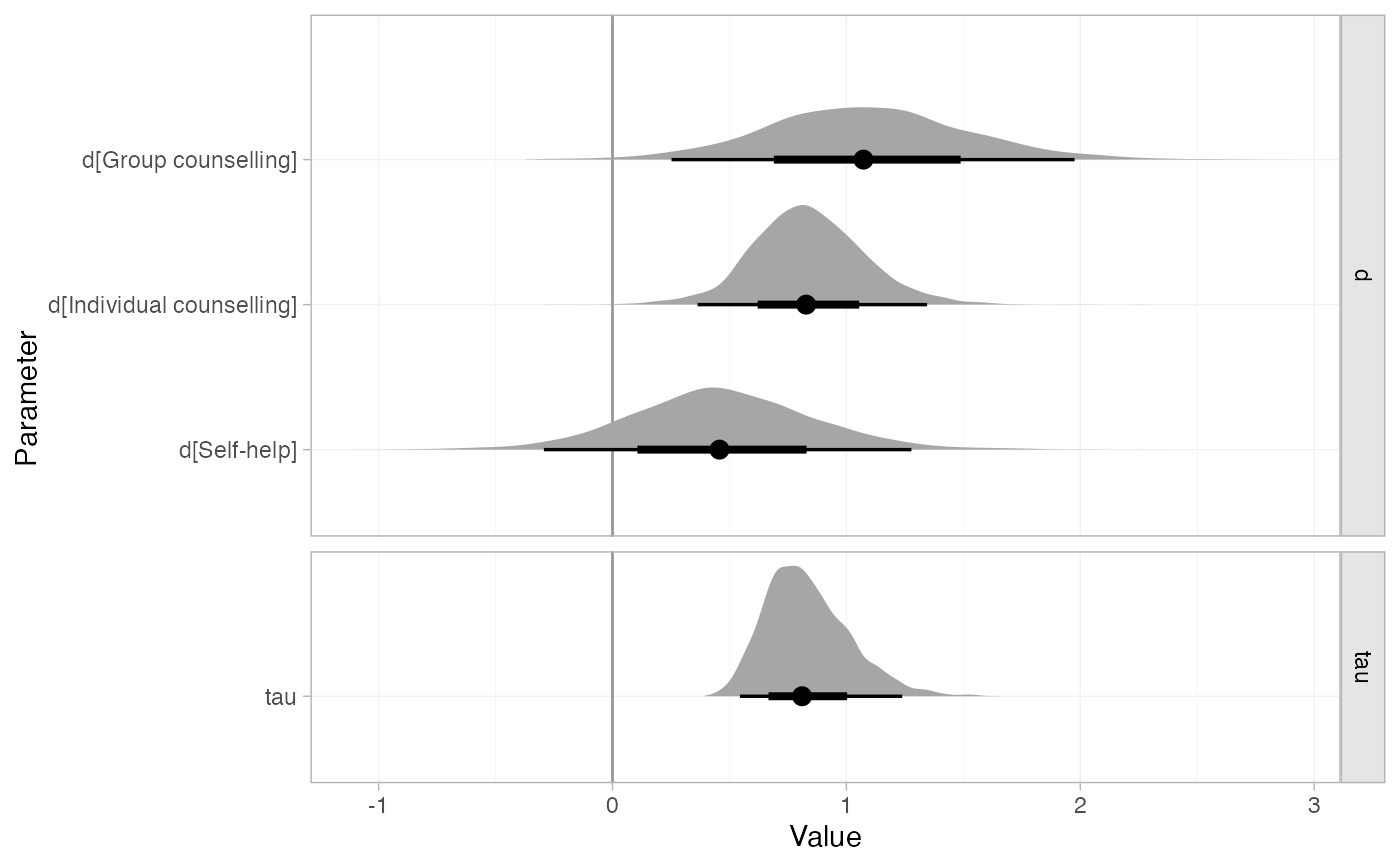 d[Group counselling]
d[Individual counselling]
d[Self-help]
d
Parameter
tau
tau
-1 0 1 2 3
Value